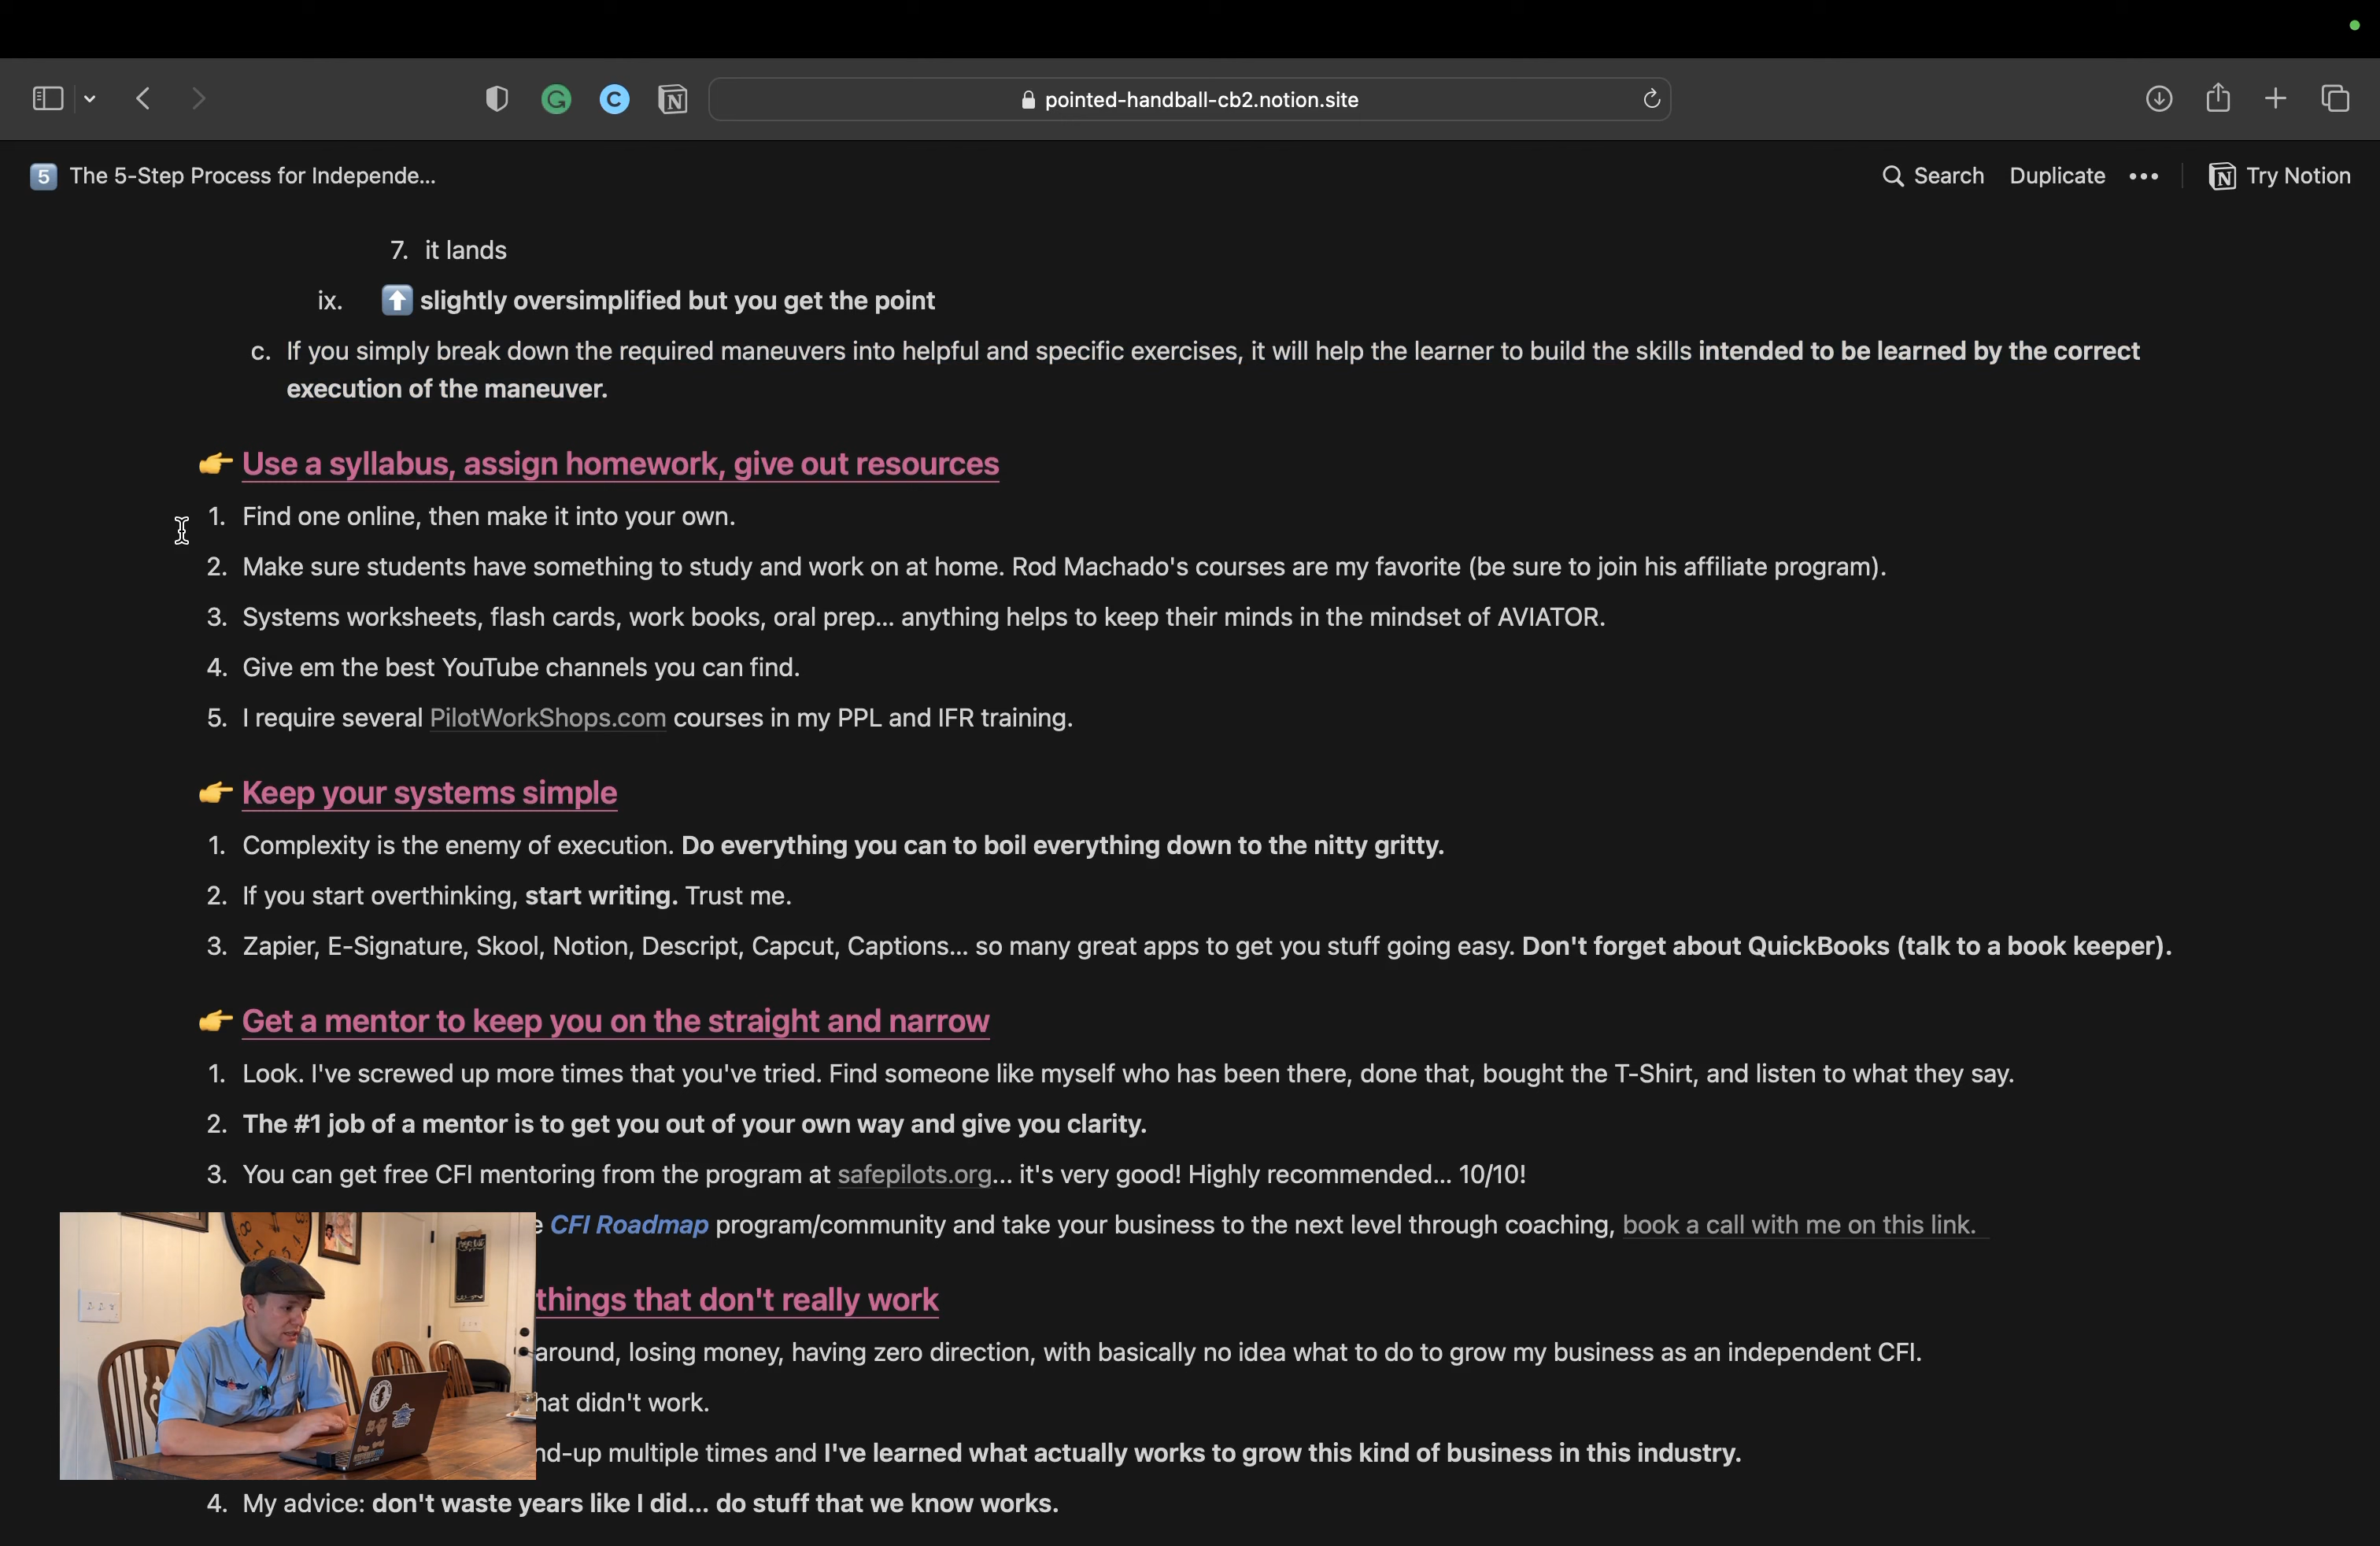 pointed-handball-cb2.notion.site
5 The 5-Step Process for Independe...
Search Duplicate ••• Try Notion
7. it lands
ix. ⬆️ slightly oversimplified but you get the point
c. If you simply break down the required maneuvers into helpful and specific exercises, it will help the learner to build the skills intended to be learned by the correct
execution of the maneuver.
👉 Use a syllabus, assign homework, give out resources
1. Find one online, then make it into your own.
2. Make sure students have something to study and work on at home. Rod Machado's courses are my favorite (be sure to join his affiliate program).
3. Systems worksheets, flash cards, work books, oral prep... anything helps to keep their minds in the mindset of AVIATOR.
4. Give em the best YouTube channels you can find.
5. I require several PilotWorkShops.com courses in my PPL and IFR training.
👉 Keep your systems simple
1. Complexity is the enemy of execution. Do everything you can to boil everything down to the nitty gritty.
2. If you start overthinking, start writing. Trust me.
3. Zapier, E-Signature, Skool, Notion, Descript, Capcut, Captions... so many great apps to get you stuff going easy. Don't forget about QuickBooks (talk to a book keeper).
👉 Get a mentor to keep you on the straight and narrow
1. Look. I've screwed up more times that you've tried. Find someone like myself who has been there, done that, bought the T-Shirt, and listen to what they say.
2. The #1 job of a mentor is to get you out of your own way and give you clarity.
3. You can get free CFI mentoring from the program at safepilots.org... it's very good! Highly recommended... 10/10!
CFI Roadmap program/community and take your business to the next level through coaching, book a call with me on this link.
things that don't really work
around, losing money, having zero direction, with basically no idea what to do to grow my business as an independent CFI.
hat didn't work.
nd-up multiple times and I've learned what actually works to grow this kind of business in this industry.
4. My advice: don't waste years like I did... do stuff that we know works.